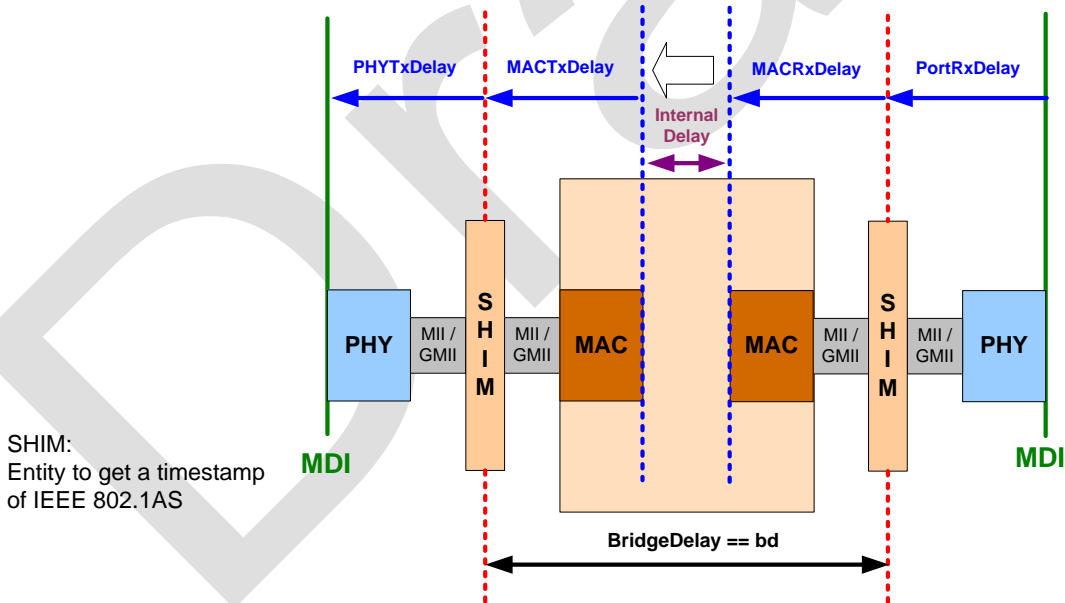 PHYTxDelay
MACTxDelay
MACRxDelay
PortRxDelay
Internal
Delay
PHY
MII /
GMII
S
H
I
M
MII /
GMII
MAC
MAC
MII /
GMII
S
H
I
M
MII /
GMII
PHY
SHIM:
Entity to get a timestamp
of IEEE 802.1AS
MDI
MDI
BridgeDelay == bd